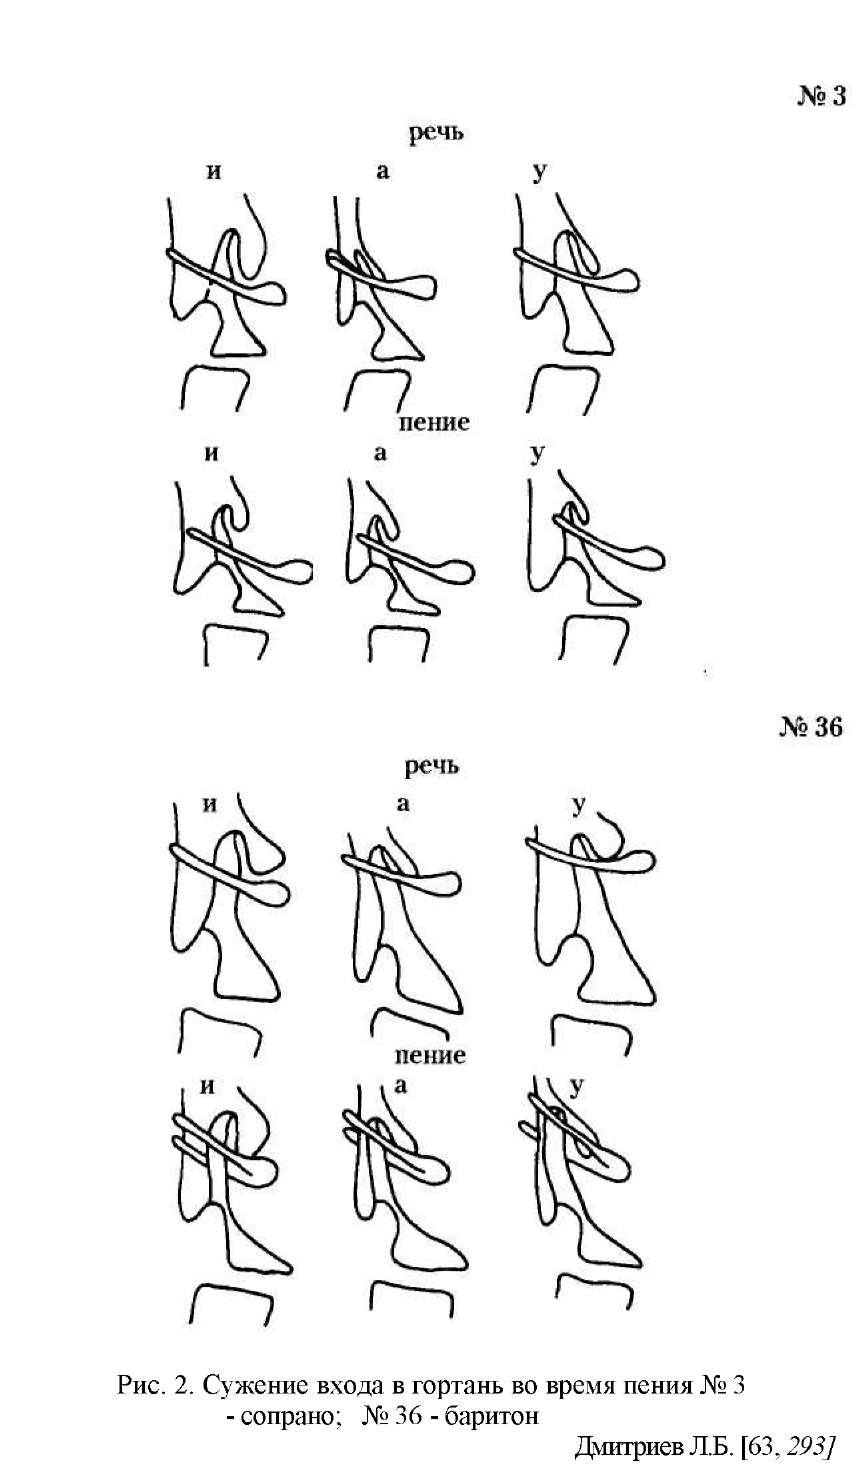 № 3
речь
и а у
пение
и а у
№ 36
речь
и а у
пение
и а у
Рис. 2. Сужение входа в гортань во время пения № 3
- сопрано; № 36 - баритон
Дмитриев Л.Б. [63, 293]